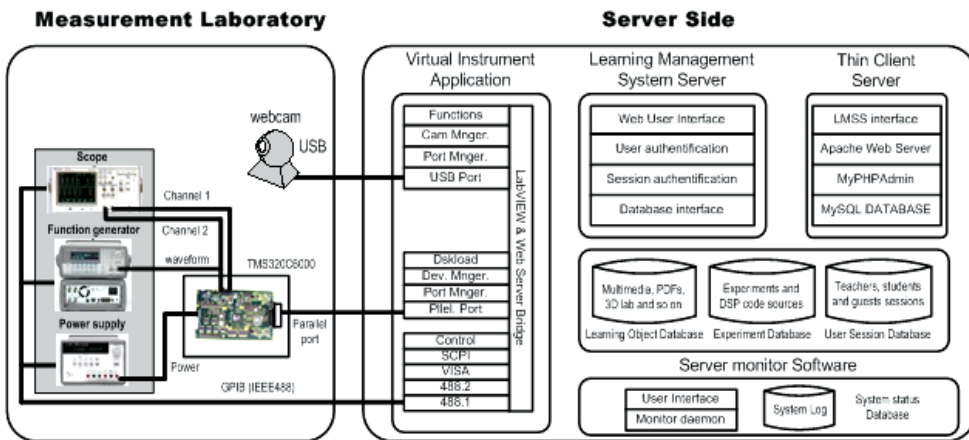 Measurement Laboratory
Server Side
webcam
USB
Scope
Channel 1
Channel 2
Function generator
waveform
TMS320C6000
Power supply
Parallel
port
Power
GPIB (IEEE488)
Virtual Instrument
Application
Functions
Cam Mnger.
Port Mnger.
USB Port
Dskload
Dev. Mnger.
Port Mnger.
Pllel. Port
Control
SCPI
VISA
488.2
488.1
LabVIEW & Web Server Bridge
Learning Management
System Server
Web User Interface
User authentification
Session authentification
Database interface
Thin Client
Server
LMSS interface
Apache Web Server
MyPHPAdmin
MySQL DATABASE
Multimedia, PDFs,
3D lab and so on
Learning Object Database
Experiments and
DSP code sources
Experiment Database
Teachers, students
and guests sessions
User Session Database
Server monitor Software
User Interface
Monitor daemon
System Log
System status
Database